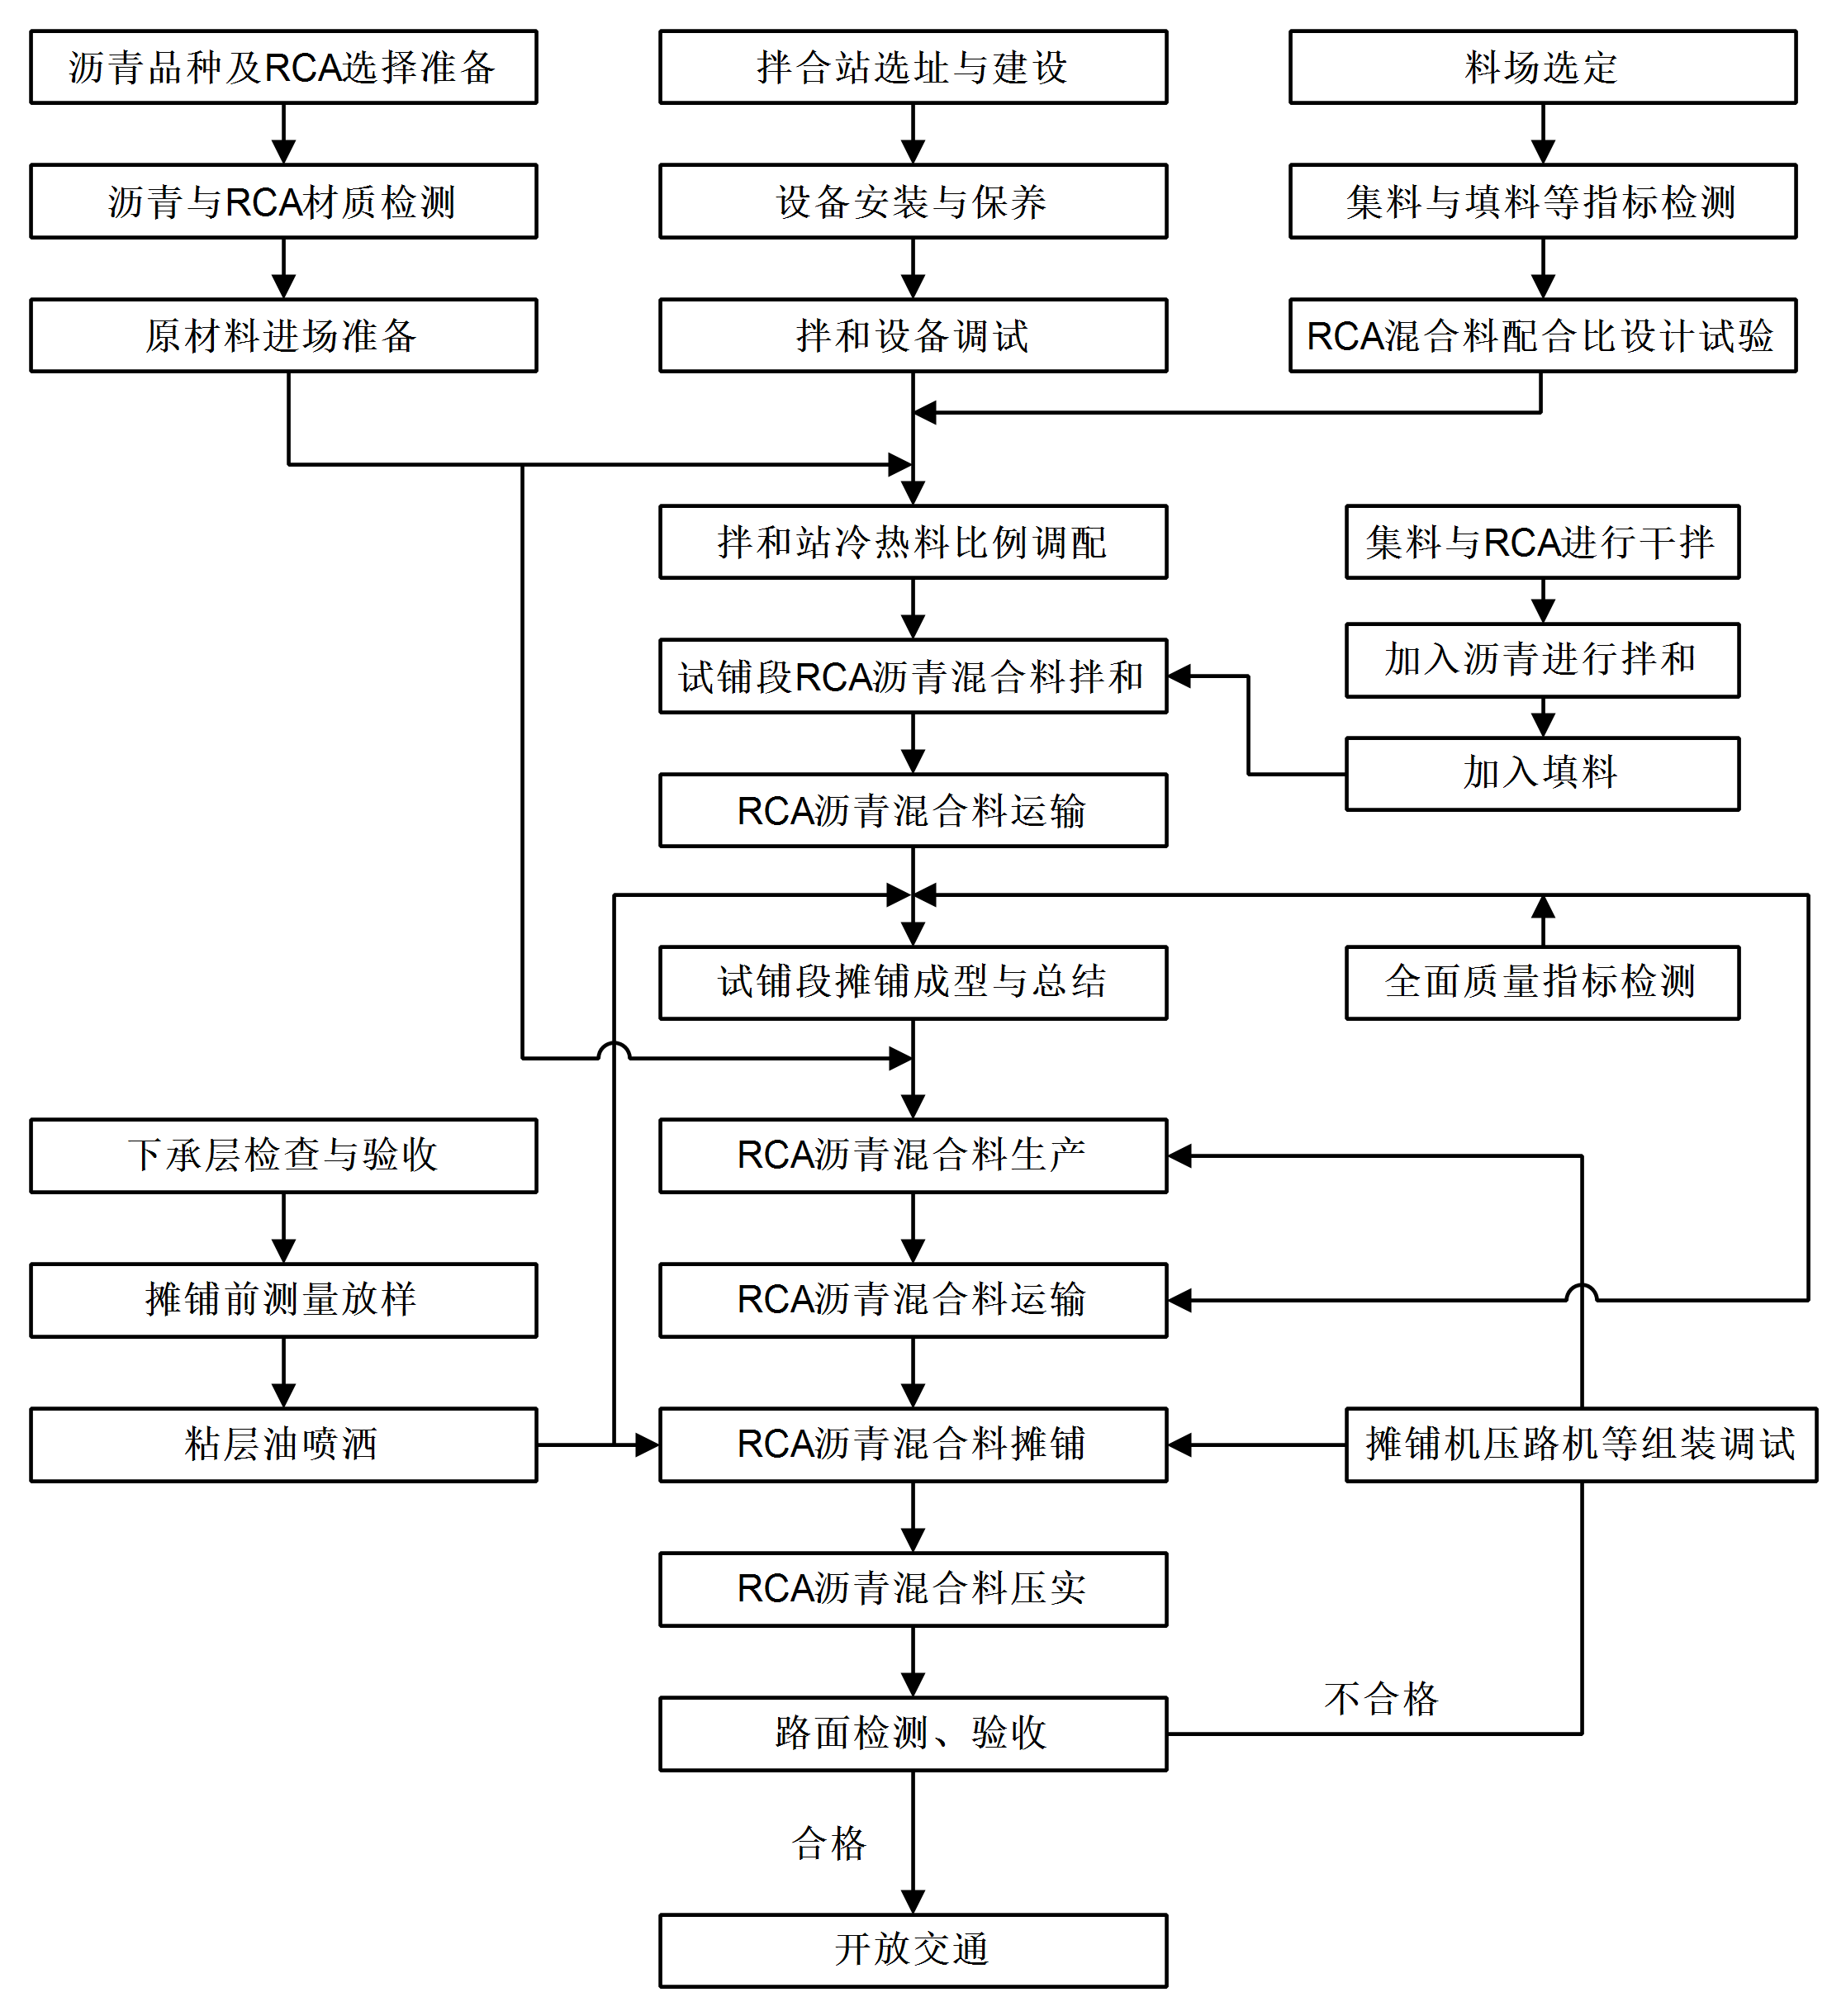 沥青品种及RCA选择准备
拌合站选址与建设
料场选定
沥青与RCA材质检测
设备安装与保养
集料与填料等指标检测
原材料进场准备
拌和设备调试
RCA混合料配合比设计试验
拌和站冷热料比例调配
集料与RCA进行干拌
试铺段RCA沥青混合料拌和
加入沥青进行拌和
加入填料
RCA沥青混合料运输
试铺段摊铺成型与总结
全面质量指标检测
下承层检查与验收
RCA沥青混合料生产
摊铺前测量放样
RCA沥青混合料运输
粘层油喷洒
RCA沥青混合料摊铺
摊铺机压路机等组装调试
RCA沥青混合料压实
不合格
路面检测、验收
合格
开放交通